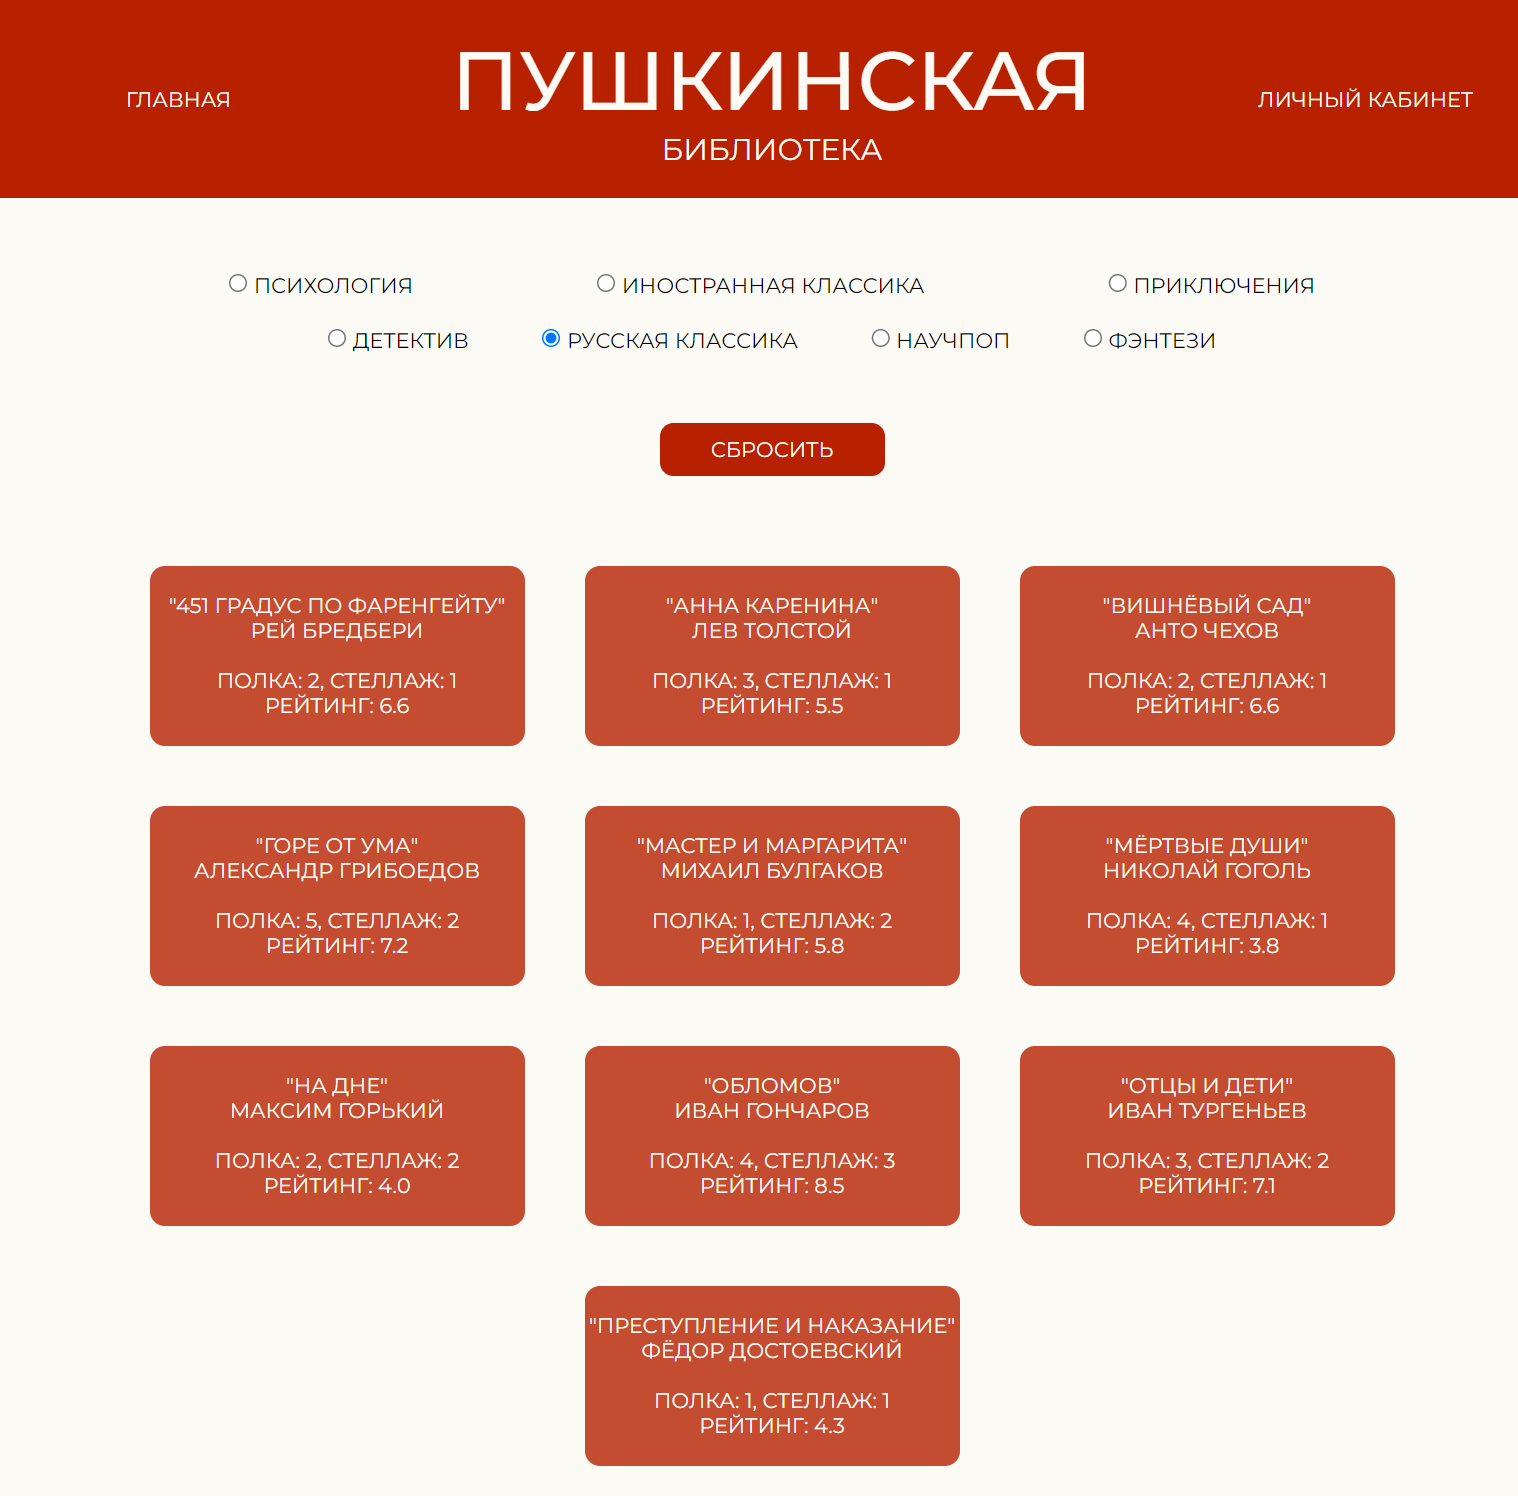 ГЛАВНАЯ
ПУШКИНСКАЯ
БИБЛИОТЕКА
ЛИЧНЫЙ КАБИНЕТ
ПСИХОЛОГИЯ
ИНОСТРАННАЯ КЛАССИКА
ПРИКЛЮЧЕНИЯ
ДЕТЕКТИВ
РУССКАЯ КЛАССИКА
НАУЧПОП
ФЭНТЕЗИ
СБРОСИТЬ
"451 ГРАДУС ПО ФАРЕНГЕЙТУ"
РЕЙ БРЕДБЕРИ
ПОЛКА: 2, СТЕЛЛАЖ: 1
РЕЙТИНГ: 6.6
"АННА КАРЕНИНА"
ЛЕВ ТОЛСТОЙ
ПОЛКА: 3, СТЕЛЛАЖ: 1
РЕЙТИНГ: 5.5
"ВИШНЁВЫЙ САД"
АНТО ЧЕХОВ
ПОЛКА: 2, СТЕЛЛАЖ: 1
РЕЙТИНГ: 6.6
"ГОРЕ ОТ УМА"
АЛЕКСАНДР ГРИБОЕДОВ
ПОЛКА: 5, СТЕЛЛАЖ: 2
РЕЙТИНГ: 7.2
"МАСТЕР И МАРГАРИТА"
МИХАИЛ БУЛГАКОВ
ПОЛКА: 1, СТЕЛЛАЖ: 2
РЕЙТИНГ: 5.8
"МЁРТВЫЕ ДУШИ"
НИКОЛАЙ ГОГОЛЬ
ПОЛКА: 4, СТЕЛЛАЖ: 1
РЕЙТИНГ: 3.8
"НА ДНЕ"
МАКСИМ ГОРЬКИЙ
ПОЛКА: 2, СТЕЛЛАЖ: 2
РЕЙТИНГ: 4.0
"ОБЛОМОВ"
ИВАН ГОНЧАРОВ
ПОЛКА: 4, СТЕЛЛАЖ: 3
РЕЙТИНГ: 8.5
"ОТЦЫ И ДЕТИ"
ИВАН ТУРГЕНЬЕВ
ПОЛКА: 3, СТЕЛЛАЖ: 2
РЕЙТИНГ: 7.1
"ПРЕСТУПЛЕНИЕ И НАКАЗАНИЕ"
ФЁДОР ДОСТОЕВСКИЙ
ПОЛКА: 1, СТЕЛЛАЖ: 1
РЕЙТИНГ: 4.3